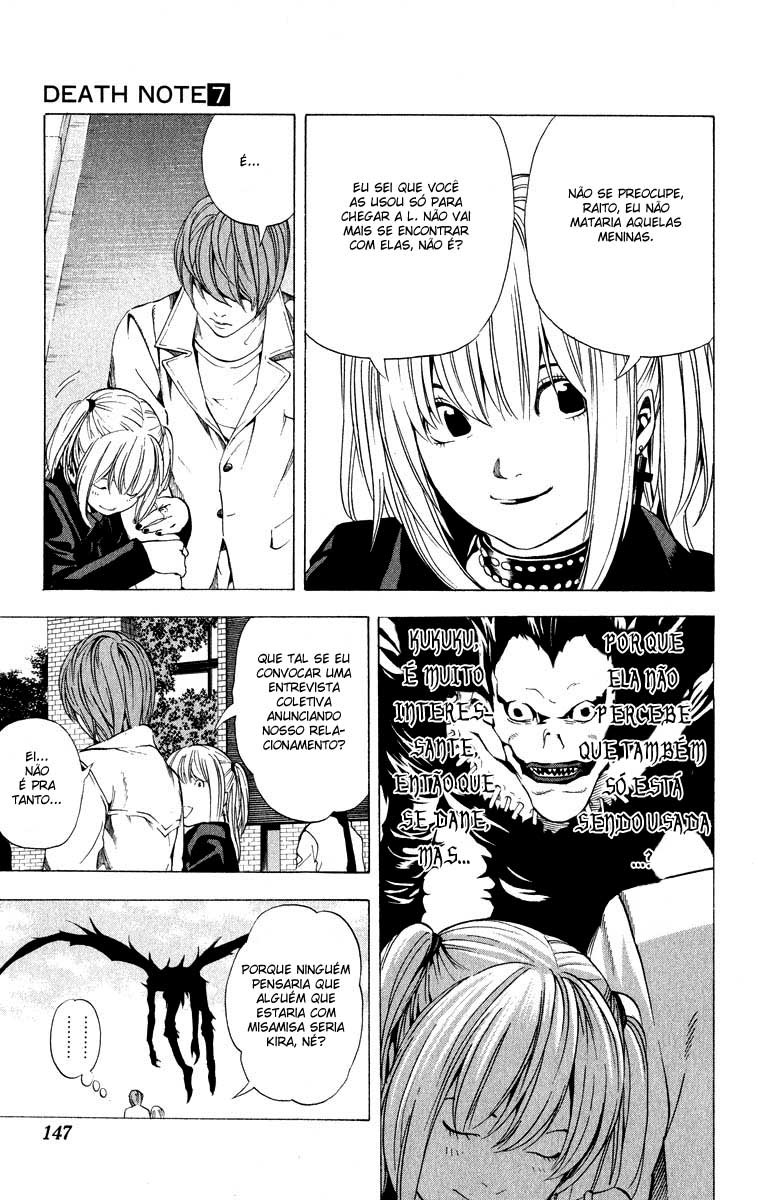 DEATH NOTE 7
NÃO SE PREOCUPE,
RAITO, EU NÃO
MATARIA AQUELAS
MENINAS.
EU SEI QUE VOCÊ
AS USOU SÓ PARA
CHEGAR A L. NÃO VAI
MAIS SE ENCONTRAR
COM ELAS, NÃO É?
É...
POR QUE
ELA NÃO
PERCEBE
QUE TAMBÉM
SÓ ESTÁ
SENDO USADA
...?
KUKUKU,
É MUITO
INTERES-
SANTE,
ENTÃO QUE
SE DANE,
MAS...
QUE TAL SE EU
CONVOCAR UMA
ENTREVISTA
COLETIVA
ANUNCIANDO
NOSSO RELA-
CIONAMENTO?
EI...
NÃO
É PRA
TANTO...
PORQUE NINGUÉM
PENSARIA QUE
ALGUÉM QUE
ESTARIA COM
MISAMISA SERIA
KIRA, NÉ?
........
........
147